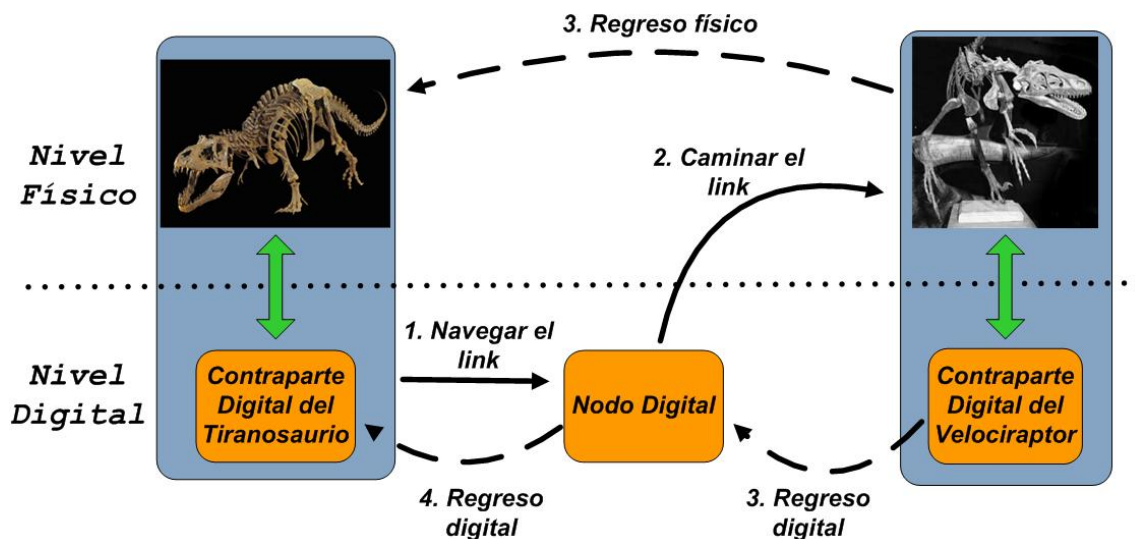 3. Regreso físico
Nivel
Físico
2. Caminar el
link
1. Navegar el
link
Nivel
Digital
Contraparte
Digital del
Tiranosaurio
Nodo Digital
Contraparte
Digital del
Velociraptor
4. Regreso
digital
3. Regreso
digital